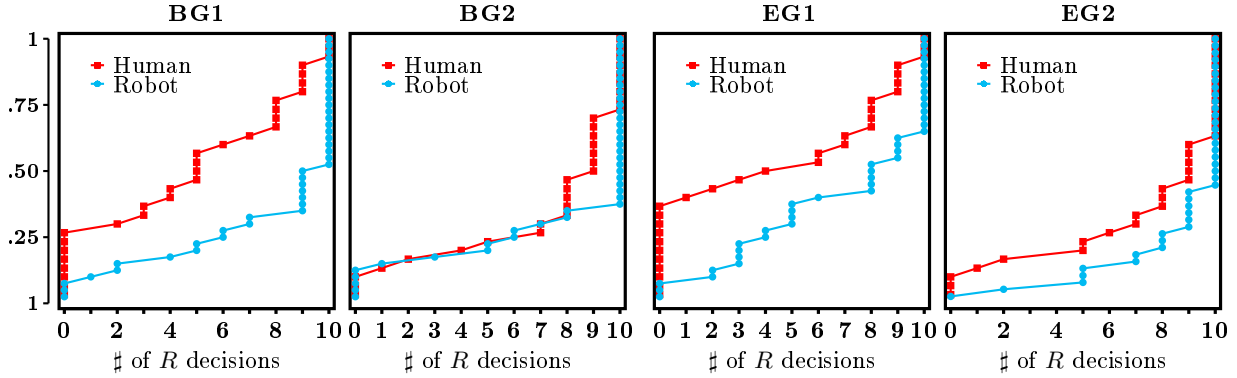 BG1 BG2 EG1 EG2
1
.75
.50
.25
1
Human
Robot
Human
Robot
Human
Robot
Human
Robot
0 2 4 6 8 10
0 1 2 3 4 5 6 7 8 9 10
0 1 2 3 4 5 6 7 8 9 10
0 2 4 6 8 10
♯ of R decisions
♯ of R decisions
♯ of R decisions
♯ of R decisions